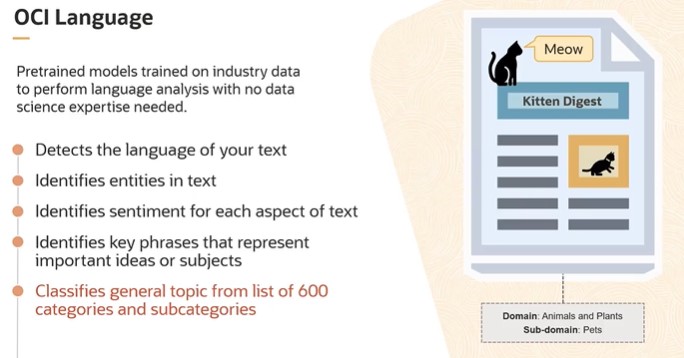 OCI Language
Pretrained models trained on industry data
to perform language analysis with no data
science expertise needed.
Detects the language of your text
Identifies entities in text
Identifies sentiment for each aspect of text
Identifies key phrases that represent
important ideas or subjects
Classifies general topic from list of 600
categories and subcategories
Meow
Kitten Digest
Domain: Animals and Plants
Sub-domain: Pets